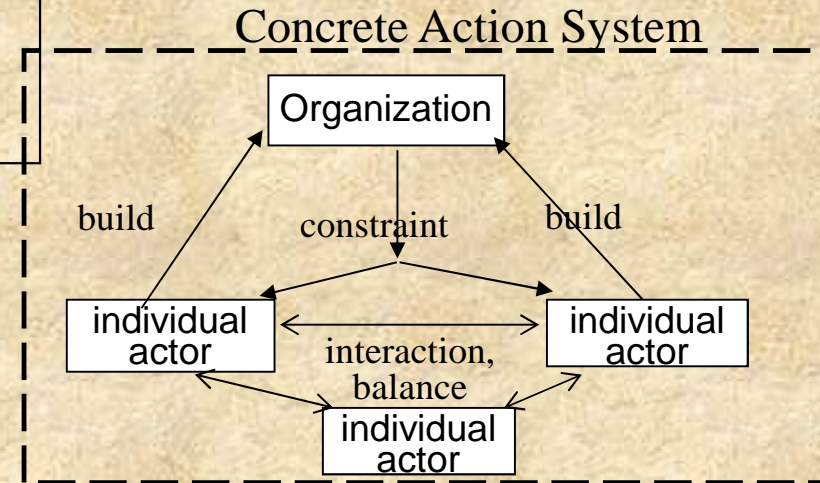 Concrete Action System
Organization
build
constraint
build
individual
actor
individual
actor
interaction,
balance
individual
actor